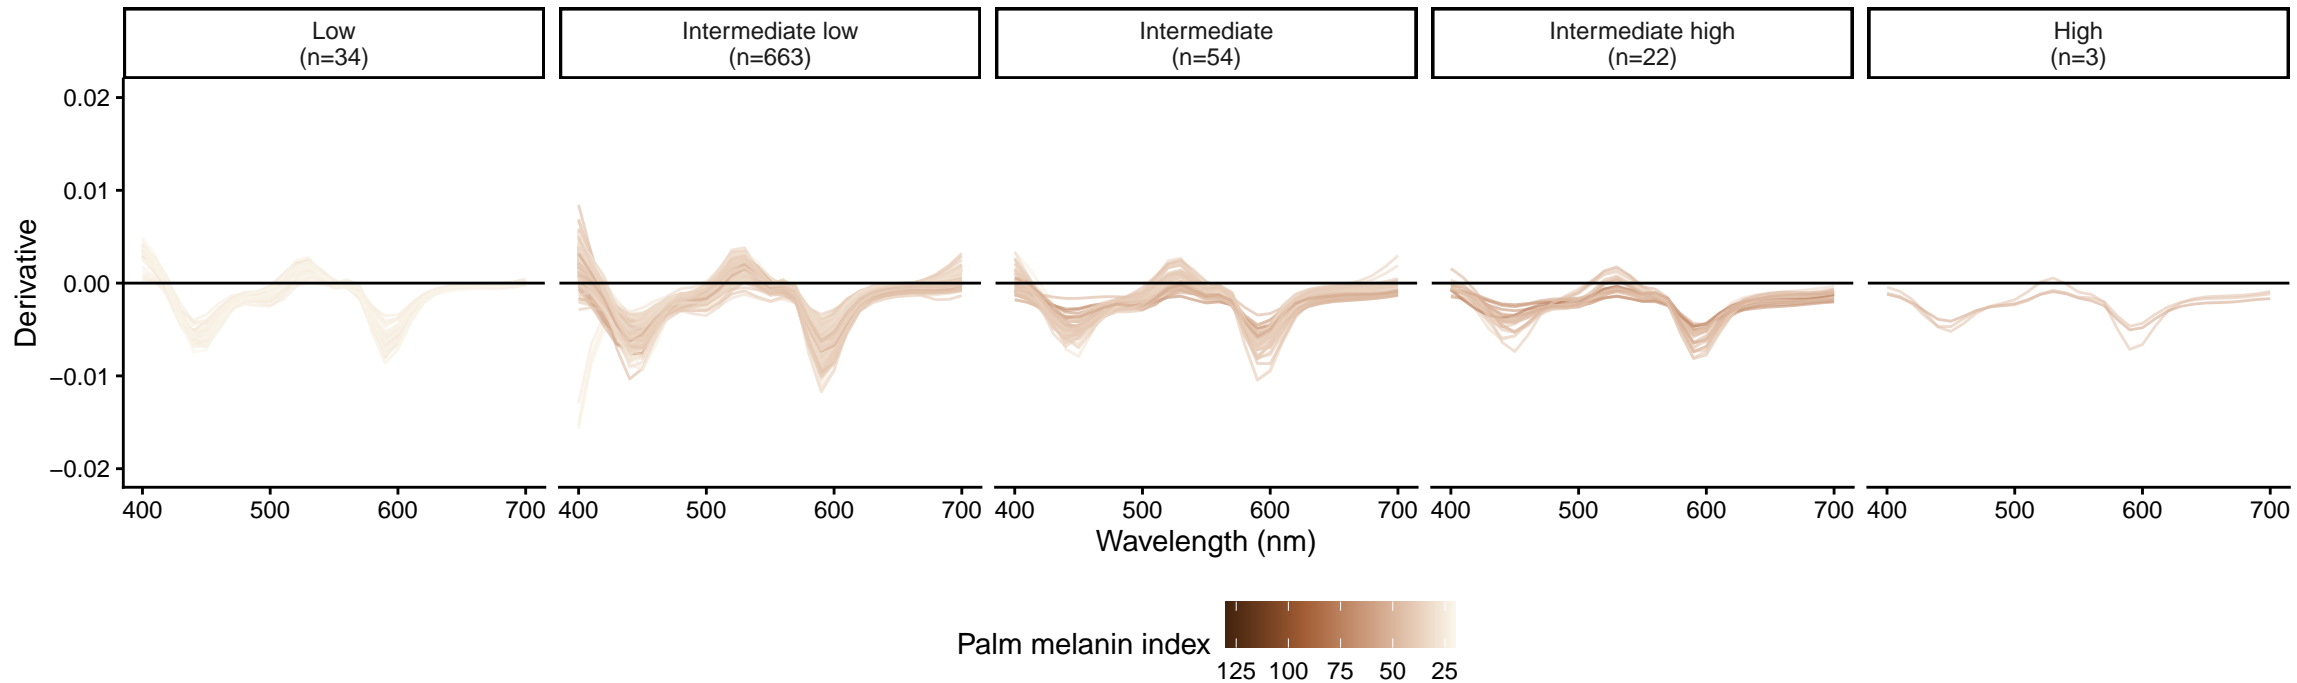 Low
(n=34)
Intermediate low
(n=663)
Intermediate
(n=54)
Intermediate high
(n=22)
High
(n=3)
Derivative
0.02
0.01
0.00
−0.01
−0.02
400 500 600 700
400 500 600 700
400 500 600 700
400 500 600 700
400 500 600 700
Wavelength (nm)
Palm melanin index
125 100 75 50 25